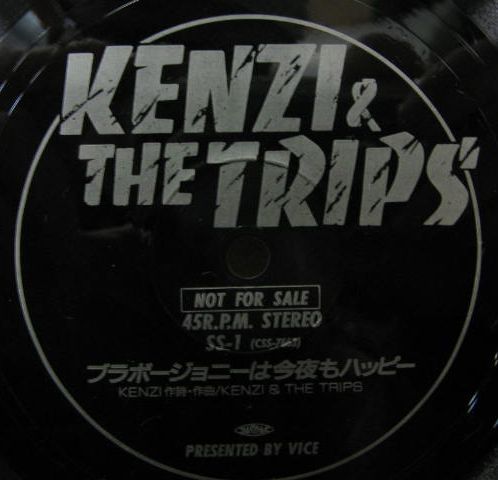 KENZI &
THE TRIPS
NOT FOR SALE
45R.P.M. STEREO
SS-1
ブラボージョニーは今夜もハッピー
KENZI 作詩・作曲/KENZI & THE TRIPS
PRESENTED BY VICE